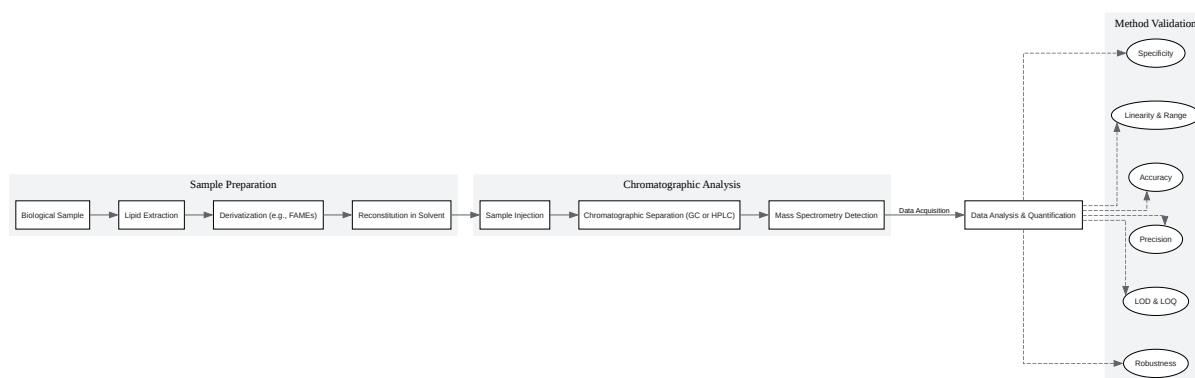 Method Validation
Specificity
Linearity & Range
Accuracy
Precision
LOD & LOQ
Robustness
Sample Preparation
Biological Sample
Lipid Extraction
Derivatization (e.g., FAMEs)
Reconstitution in Solvent
Chromatographic Analysis
Sample Injection
Chromatographic Separation (GC or HPLC)
Mass Spectrometry Detection
Data Acquisition
Data Analysis & Quantification